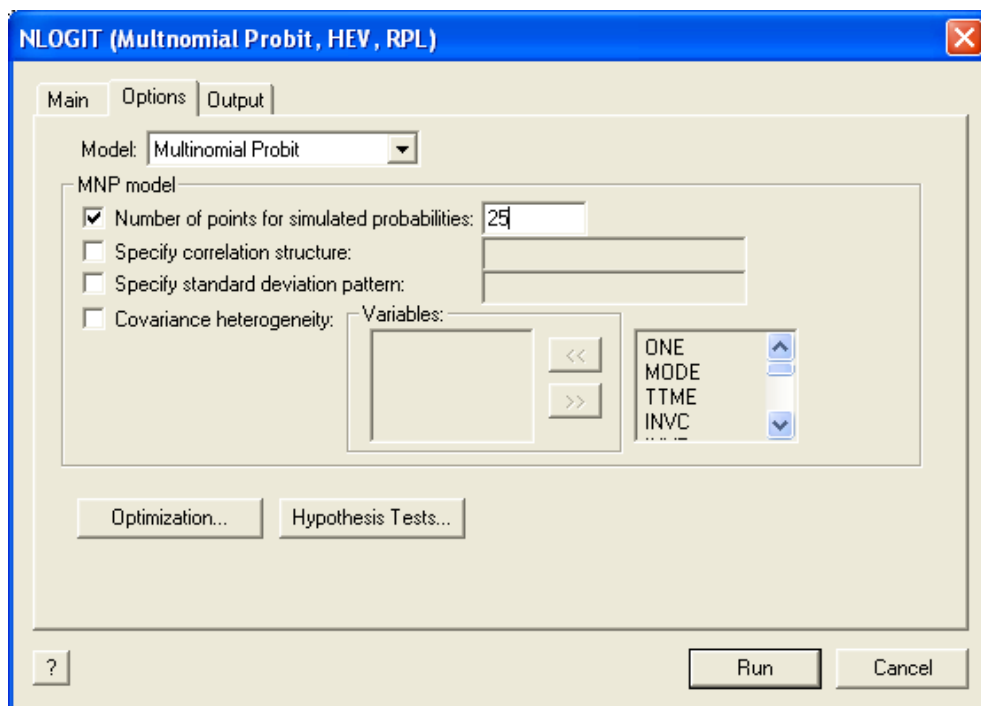 NLOGIT (Multnomial Probit, HEV, RPL)
Main Options Output
Model: Multinomial Probit
MNP model
Number of points for simulated probabilities: 25
Specify correlation structure:
Specify standard deviation pattern:
Covariance heterogeneity:
Variables:
<<
>>
ONE
MODE
TTME
INVC
Optimization... Hypothesis Tests...
? Run Cancel